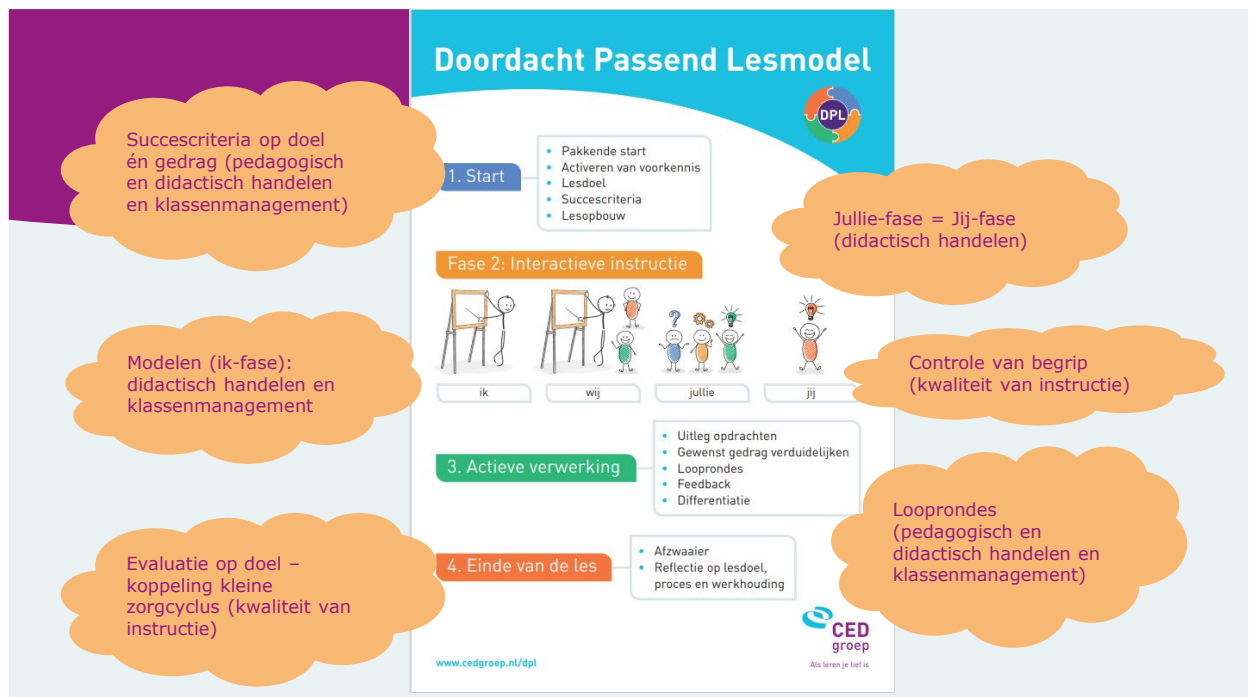 Doordacht Passend Lesmodel
DPL
Succescriteria op doel
én gedrag (pedagogisch
en didactisch handelen
en klassenmanagement)
1. Start
• Pakkende start
• Activeren van voorkennis
• Lesdoel
• Succescriteria
• Lesopbouw
Jullie-fase = Jij-fase
(didactisch handelen)
Fase 2: Interactieve instructie
?
ik
wij
jullie
jij
Modelen (ik-fase):
didactisch handelen en
klassenmanagement
Controle van begrip
(kwaliteit van instructie)
3. Actieve verwerking
• Uitleg opdrachten
• Gewenst gedrag verduidelijken
• Looprondes
• Feedback
• Differentiatie
Looprondes
(pedagogisch en
didactisch handelen en
klassenmanagement)
Evaluatie op doel –
koppeling kleine
zorgcyclus (kwaliteit van
instructie)
4. Einde van de les
• Afzwaaier
• Reflectie op lesdoel,
proces en werkhouding
CED
groep
Als leren je lief is
www.cedgroep.nl/dpl